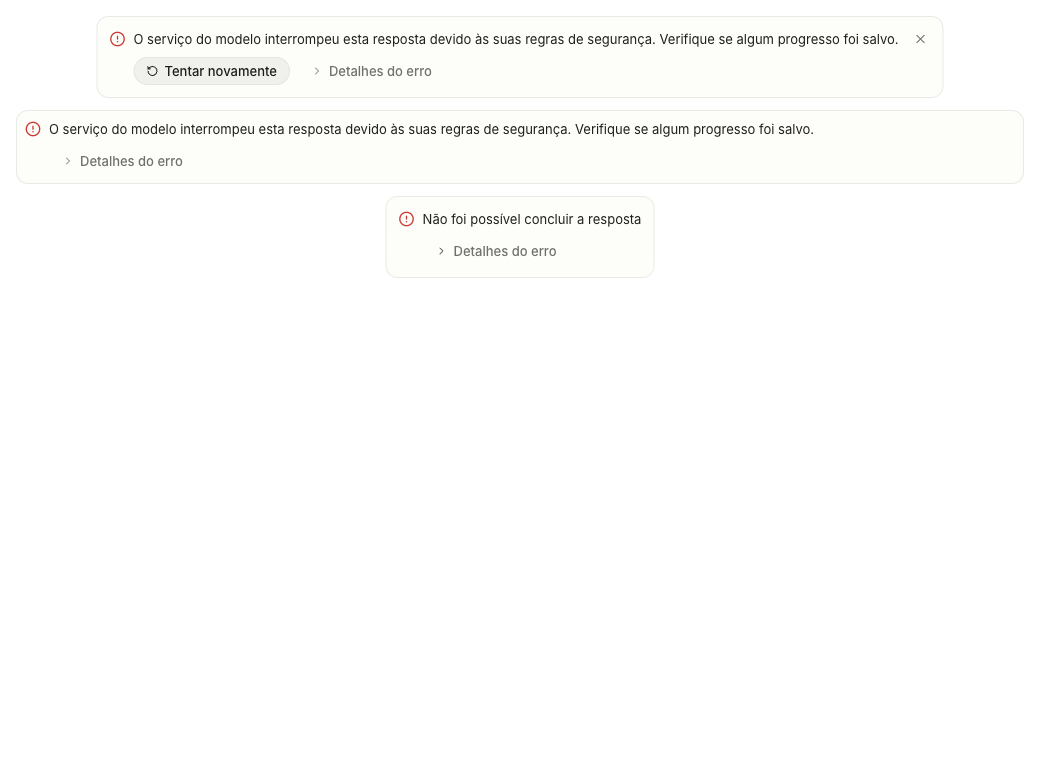 O serviço do modelo interrompeu esta resposta devido às suas regras de segurança. Verifique se algum progresso foi salvo.
Tentar novamente
Detalhes do erro
O serviço do modelo interrompeu esta resposta devido às suas regras de segurança. Verifique se algum progresso foi salvo.
Detalhes do erro
Não foi possível concluir a resposta
Detalhes do erro